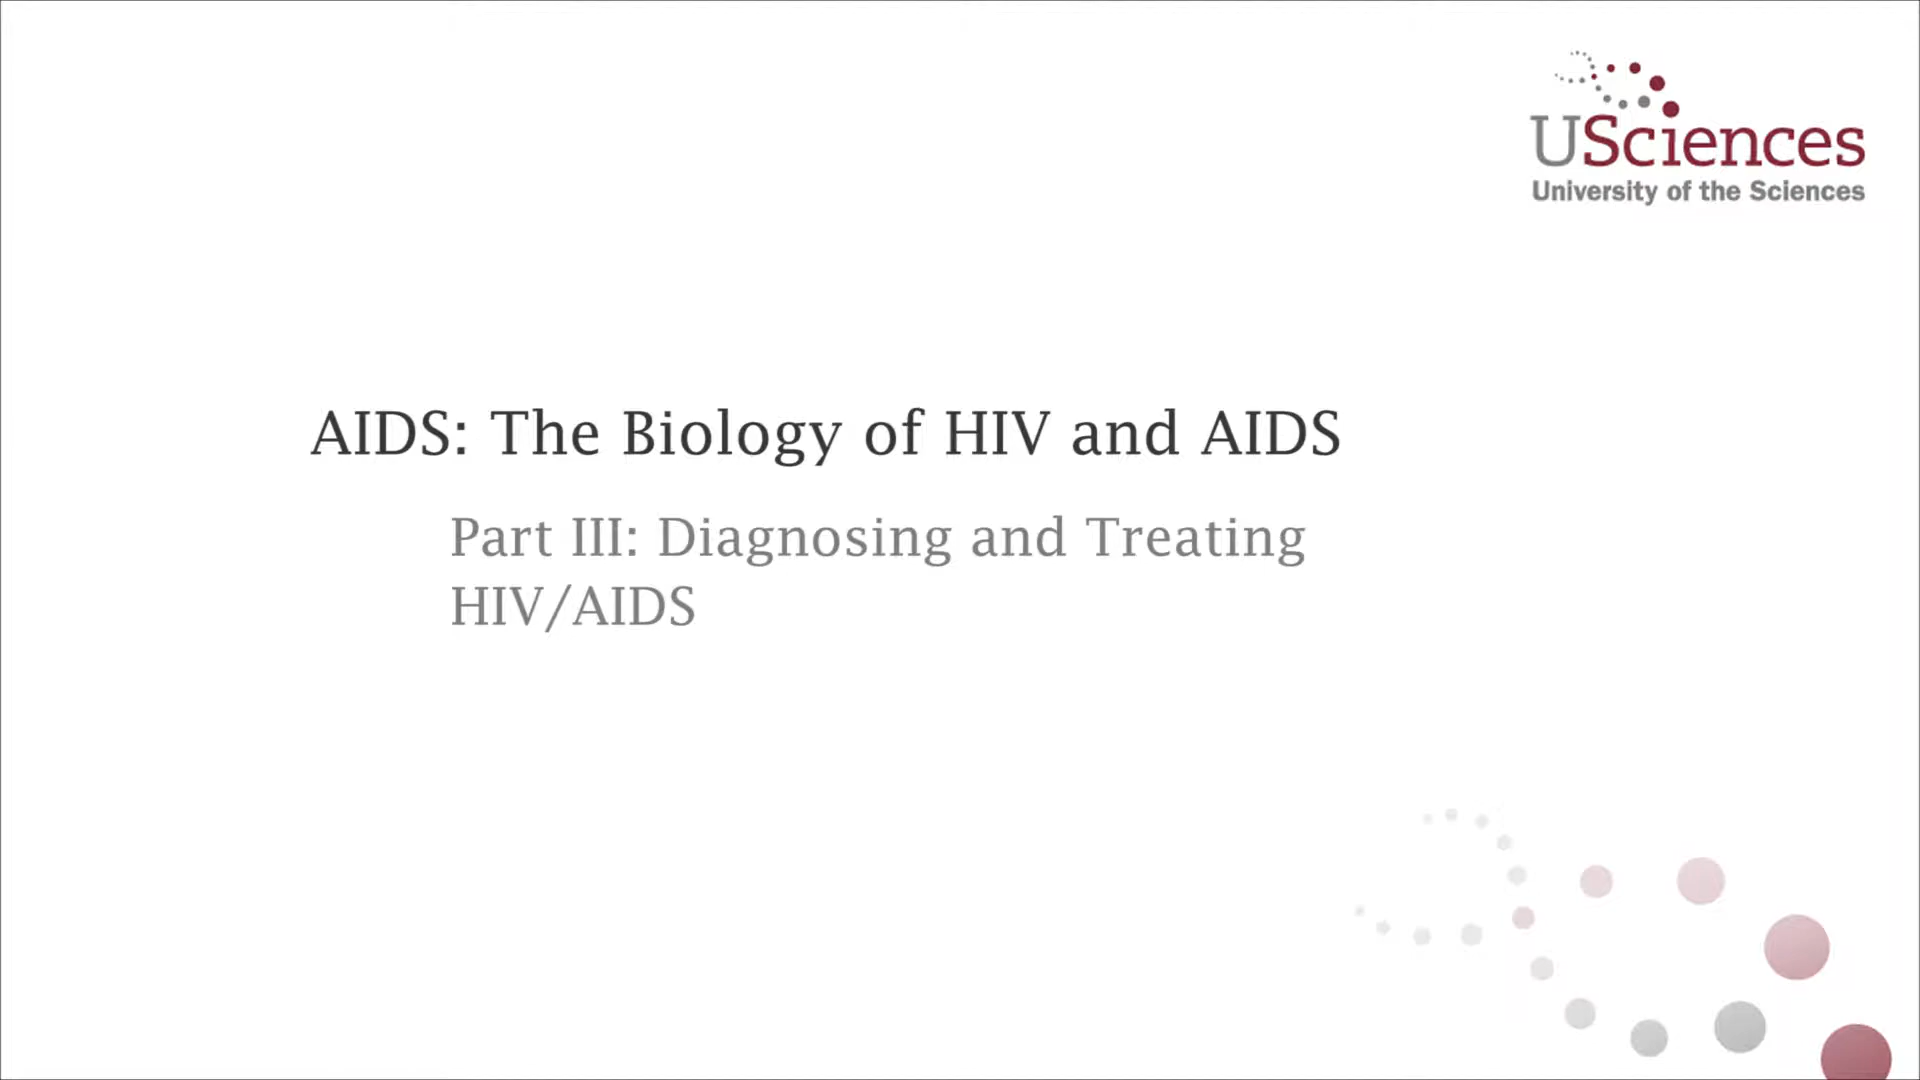 USciences
University of the Sciences
AIDS: The Biology of HIV and AIDS
Part III: Diagnosing and Treating
HIV/AIDS